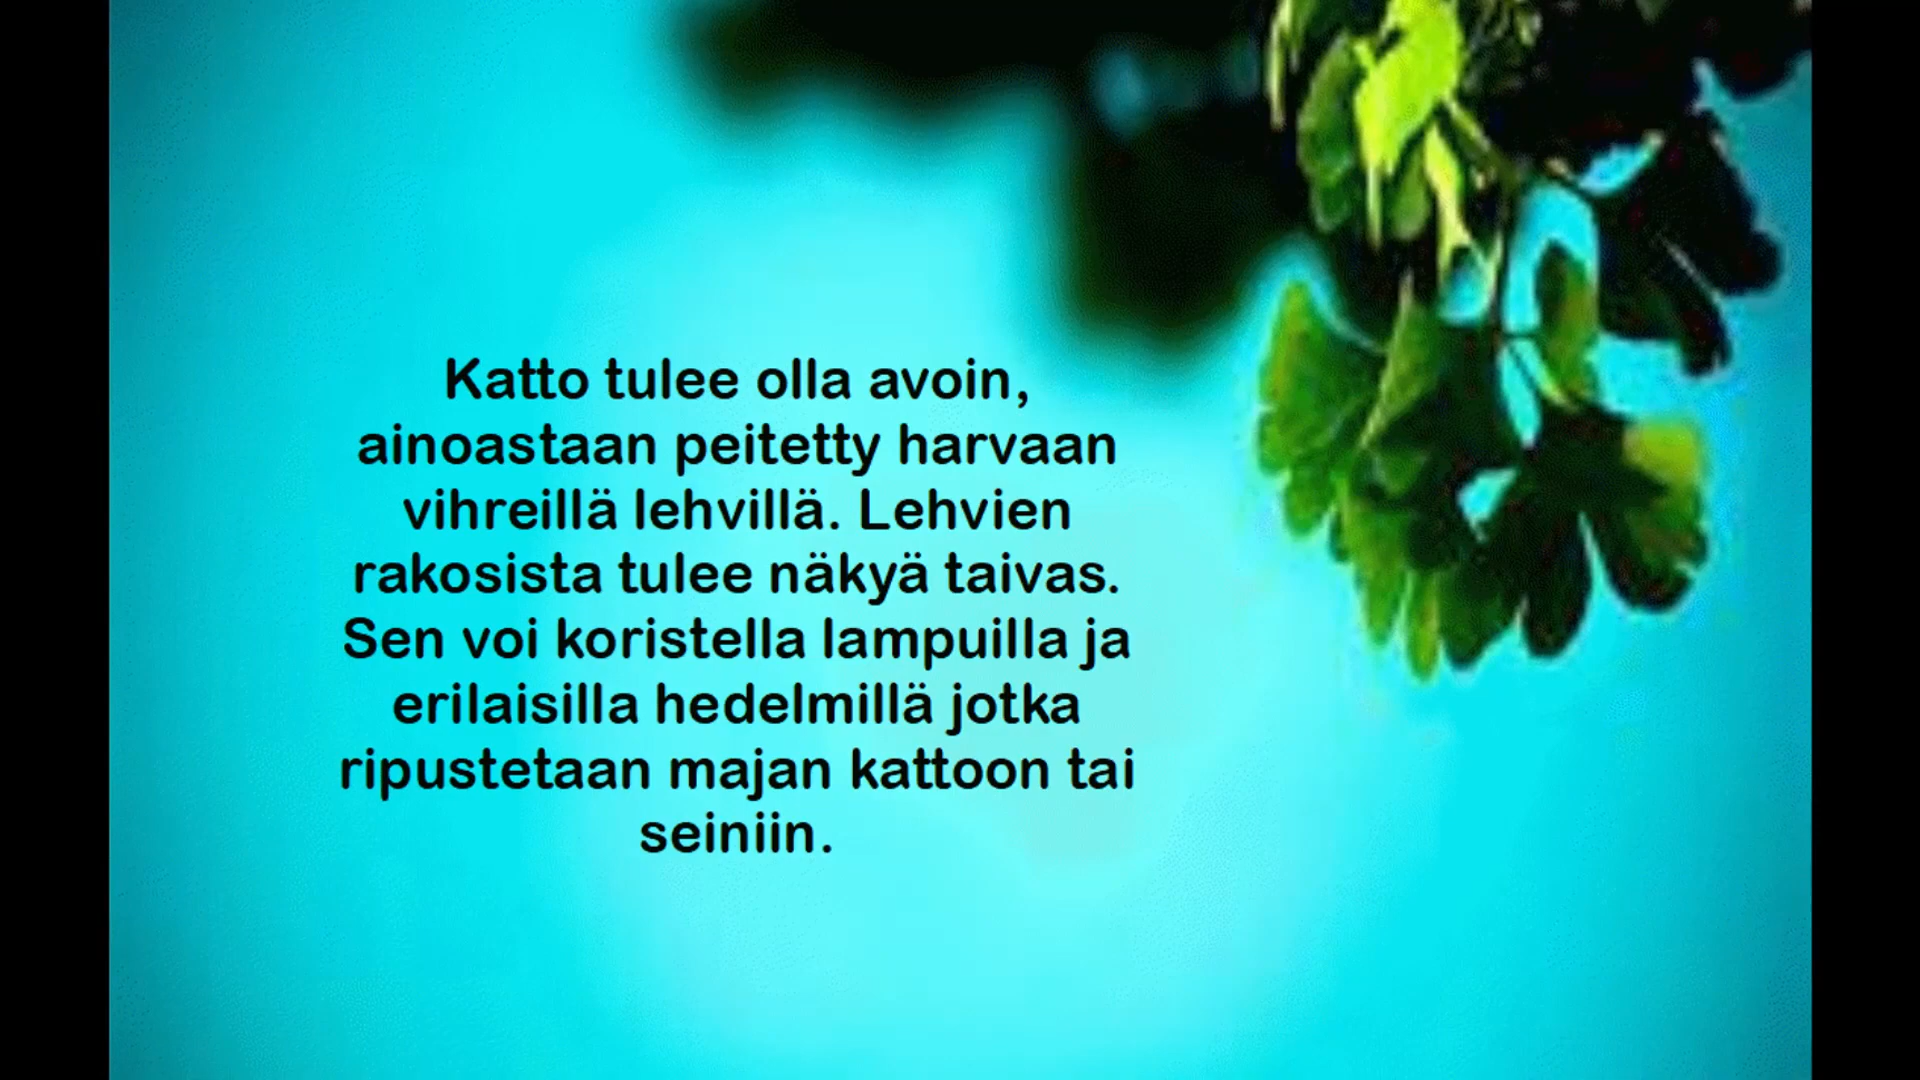 Katto tulee olla avoin,
ainoastaan peitetty harvaan
vihreillä lehvillä. Lehvien
rakosista tulee näkyä taivas.
Sen voi koristella lampuilla ja
erilaisilla hedelmillä jotka
ripustetaan majan kattoon tai
seiniin.